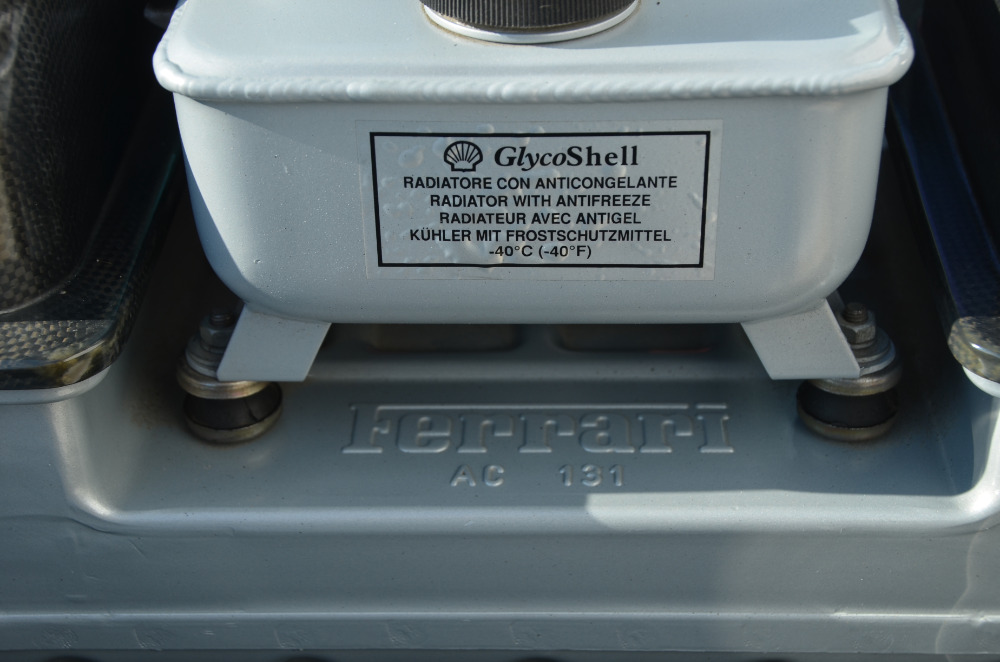 GlycoShell
RADIATORE CON ANTICONGELANTE
RADIATOR WITH ANTIFREEZE
RADIATEUR AVEC ANTIGEL
KÜHLER MIT FROSTSCHUTZMITTEL
-40°C (-40°F)
Ferrari
AC 131